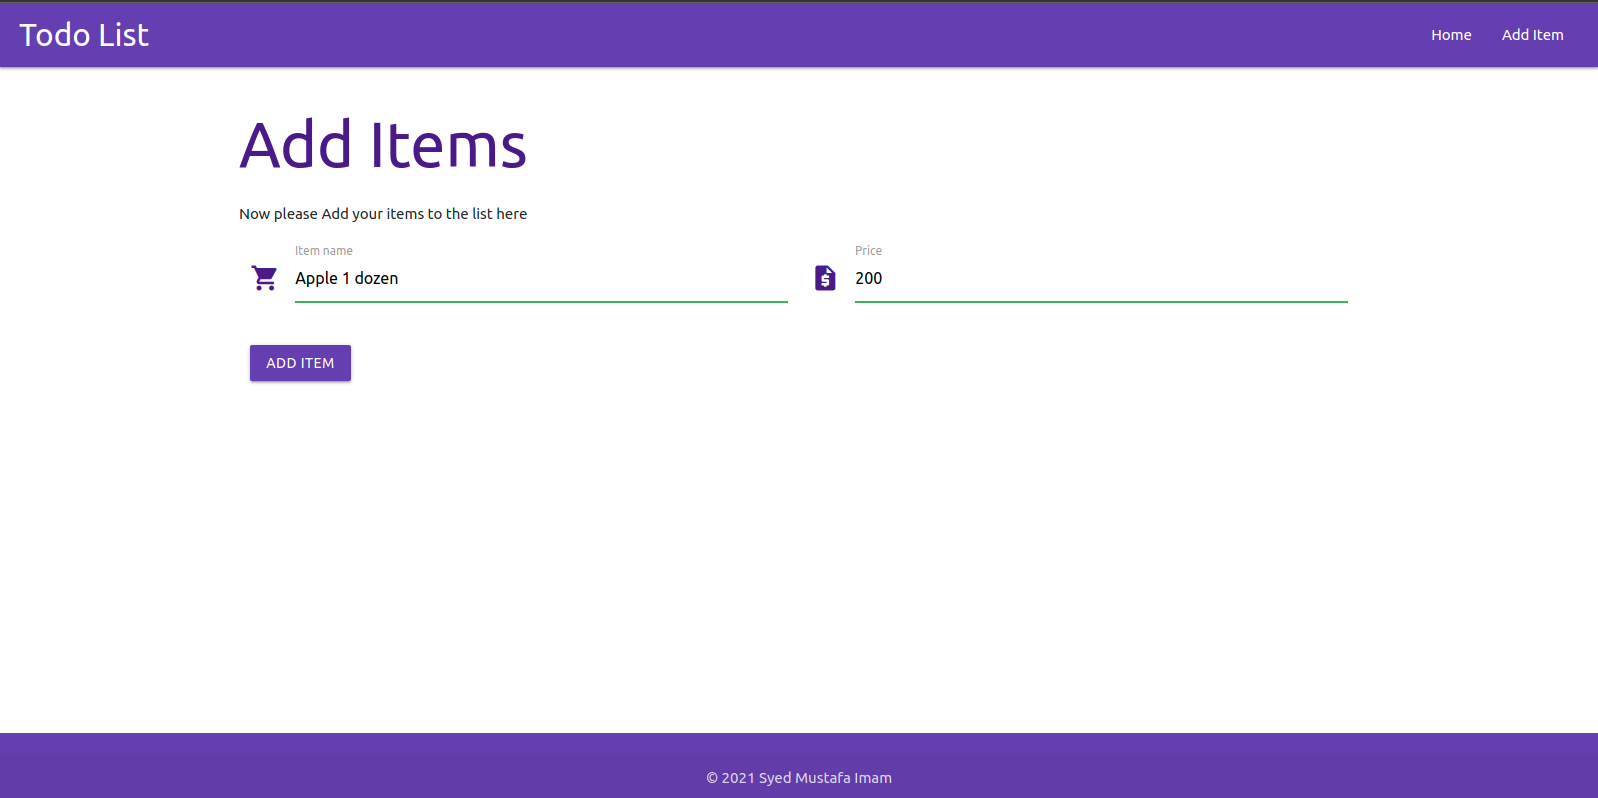 Todo List
Home
Add Item
Add Items
Now please Add your items to the list here
Item name
Apple 1 dozen
Price
200
ADD ITEM
© 2021 Syed Mustafa Imam